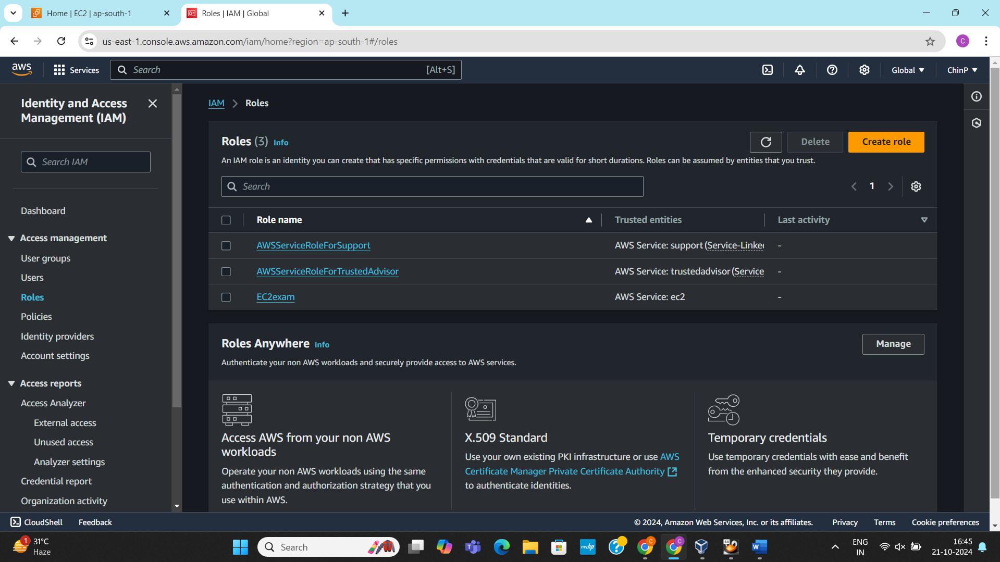 Home | EC2 | ap-south-1
Roles | IAM | Global
us-east-1.console.aws.amazon.com/iam/home?region=ap-south-1#/roles
C
aws
Services
Search
[Alt+S]
Global
ChinP
Identity and Access
Management (IAM)
Search IAM
Dashboard
Access management
User groups
Users
Roles
Policies
Identity providers
Account settings
Access reports
Access Analyzer
External access
Unused access
Analyzer settings
Credential report
Organization activity
IAM > Roles
Roles (3) Info
Delete
Create role
An IAM role is an identity you can create that has specific permissions with credentials that are valid for short durations. Roles can be assumed by entities that you trust.
Search
1
Role name
Trusted entities
Last activity
AWSServiceRoleForSupport
AWS Service: support (Service-Linked
-
AWSServiceRoleForTrustedAdvisor
AWS Service: trustedadvisor (Service
-
EC2exam
AWS Service: ec2
-
Roles Anywhere Info
Manage
Authenticate your non AWS workloads and securely provide access to AWS services.
Access AWS from your non AWS
workloads
Operate your non AWS workloads using the same
authentication and authorization strategy that you
use within AWS.
X.509 Standard
Use your own existing PKI infrastructure or use AWS
Certificate Manager Private Certificate Authority
to authenticate identities.
Temporary credentials
Use temporary credentials with ease and benefit
from the enhanced security they provide.
CloudShell
Feedback
© 2024, Amazon Web Services, Inc. or its affiliates.
Privacy
Terms
Cookie preferences
1
31°C
Haze
Search
myhp
C
C
64
W
ENG
IN
16:45
21-10-2024